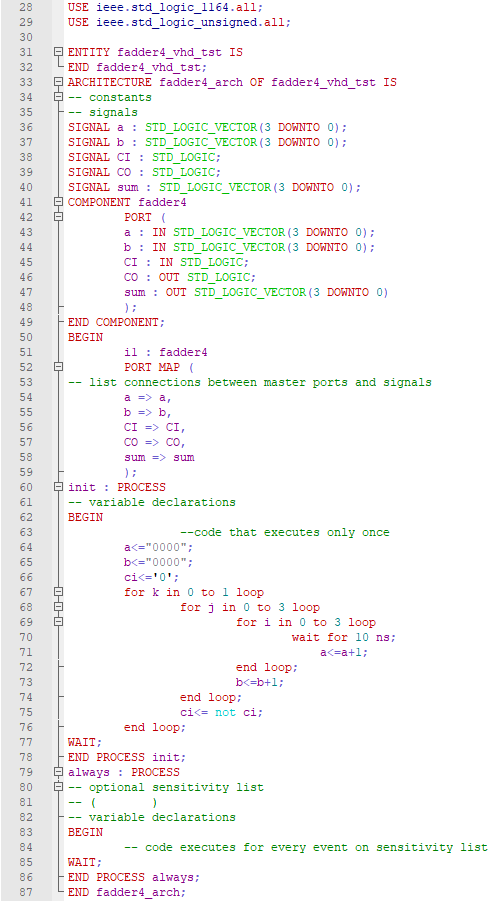 28 USE ieee.std_logic_1164.all;
29 USE ieee.std_logic_unsigned.all;
30
31 ENTITY fadder4_vhd_tst IS
32 END fadder4_vhd_tst;
33 ARCHITECTURE fadder4_arch OF fadder4_vhd_tst IS
34 -- constants
35 -- signals
36 SIGNAL a : STD_LOGIC_VECTOR(3 DOWNTO 0);
37 SIGNAL b : STD_LOGIC_VECTOR(3 DOWNTO 0);
38 SIGNAL CI : STD_LOGIC;
39 SIGNAL CO : STD_LOGIC;
40 SIGNAL sum : STD_LOGIC_VECTOR(3 DOWNTO 0);
41 COMPONENT fadder4
42 PORT (
43 a : IN STD_LOGIC_VECTOR(3 DOWNTO 0);
44 b : IN STD_LOGIC_VECTOR(3 DOWNTO 0);
45 CI : IN STD_LOGIC;
46 CO : OUT STD_LOGIC;
47 sum : OUT STD_LOGIC_VECTOR(3 DOWNTO 0)
48 );
49 END COMPONENT;
50 BEGIN
51 i1 : fadder4
52 PORT MAP (
53 -- list connections between master ports and signals
54 a => a,
55 b => b,
56 CI => CI,
57 CO => CO,
58 sum => sum
59 );
60 init : PROCESS
61 -- variable declarations
62 BEGIN
63 --code that executes only once
64 a<="0000";
65 b<="0000";
66 ci<='0';
67 for k in 0 to 1 loop
68 for j in 0 to 3 loop
69 for i in 0 to 3 loop
70 wait for 10 ns;
71 a<=a+1;
72 end loop;
73 b<=b+1;
74 end loop;
75 ci<= not ci;
76 end loop;
77 WAIT;
78 END PROCESS init;
79 always : PROCESS
80 -- optional sensitivity list
81 -- ( )
82 -- variable declarations
83 BEGIN
84 -- code executes for every event on sensitivity list
85 WAIT;
86 END PROCESS always;
87 END fadder4_arch;